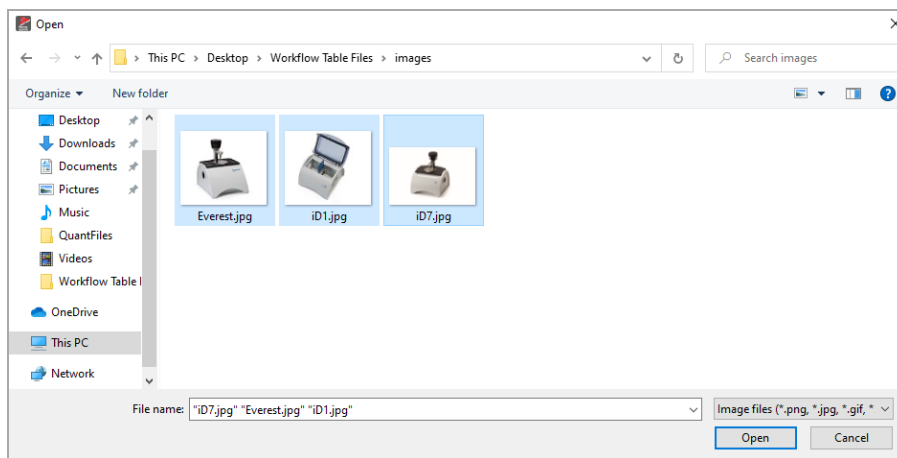 Open
This PC > Desktop > Workflow Table Files > images
Search images
Organize
New folder
Desktop
Downloads
Documents
Pictures
Music
QuantFiles
Videos
Workflow Table
OneDrive
This PC
Network
Everest.jpg
iD1.jpg
iD7.jpg
File name: "iD7.jpg" "Everest.jpg" "iD1.jpg"
Image files (*.png, *.jpg, *.gif, *
Open
Cancel